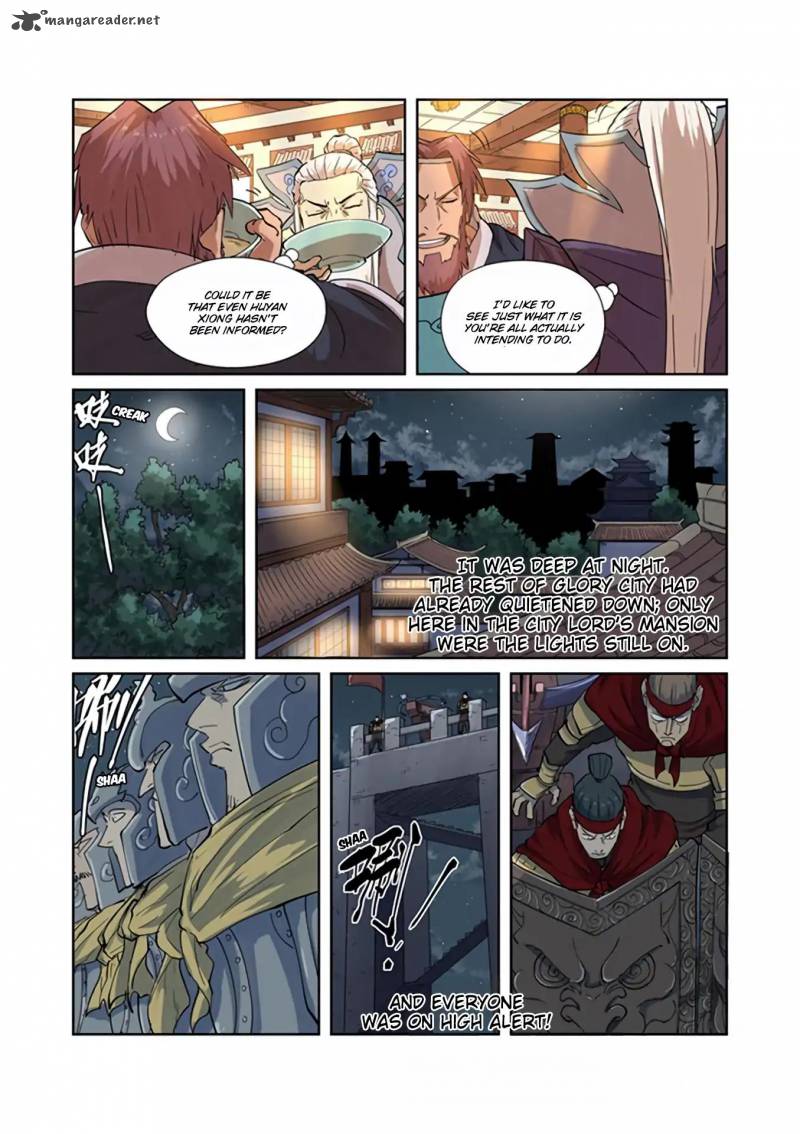 mangareader.net
COULD IT BE
THAT EVEN HUYAN
XIONG HASN'T
BEEN INFORMED?
I'D LIKE TO
SEE JUST WHAT IT IS
YOU'RE ALL ACTUALLY
INTENDING TO DO.
CREAK
吱
吱
IT WAS DEEP AT NIGHT.
THE REST OF GLORY CITY HAD
ALREADY QUIETENED DOWN; ONLY
HERE IN THE CITY LORD'S MANSION
WERE THE LIGHTS STILL ON.
SHAA
SHAA
AND EVERYONE
WAS ON HIGH ALERT!